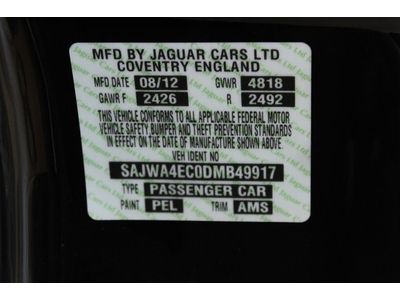 MFD BY JAGUAR CARS LTD
COVENTRY ENGLAND
MFD DATE 08/12 GVWR 4818
GAWR F 2426 R 2492
THIS VEHICLE CONFORMS TO ALL APPLICABLE FEDERAL MOTOR
VEHICLE SAFETY, BUMPER AND THEFT PREVENTION STANDARDS
IN EFFECT ON THE DATE OF MANUFACTURE SHOWN ABOVE.
VEH IDENT NO
SAJWA4EC0DMB49917
TYPE PASSENGER CAR
PAINT PEL TRIM AMS